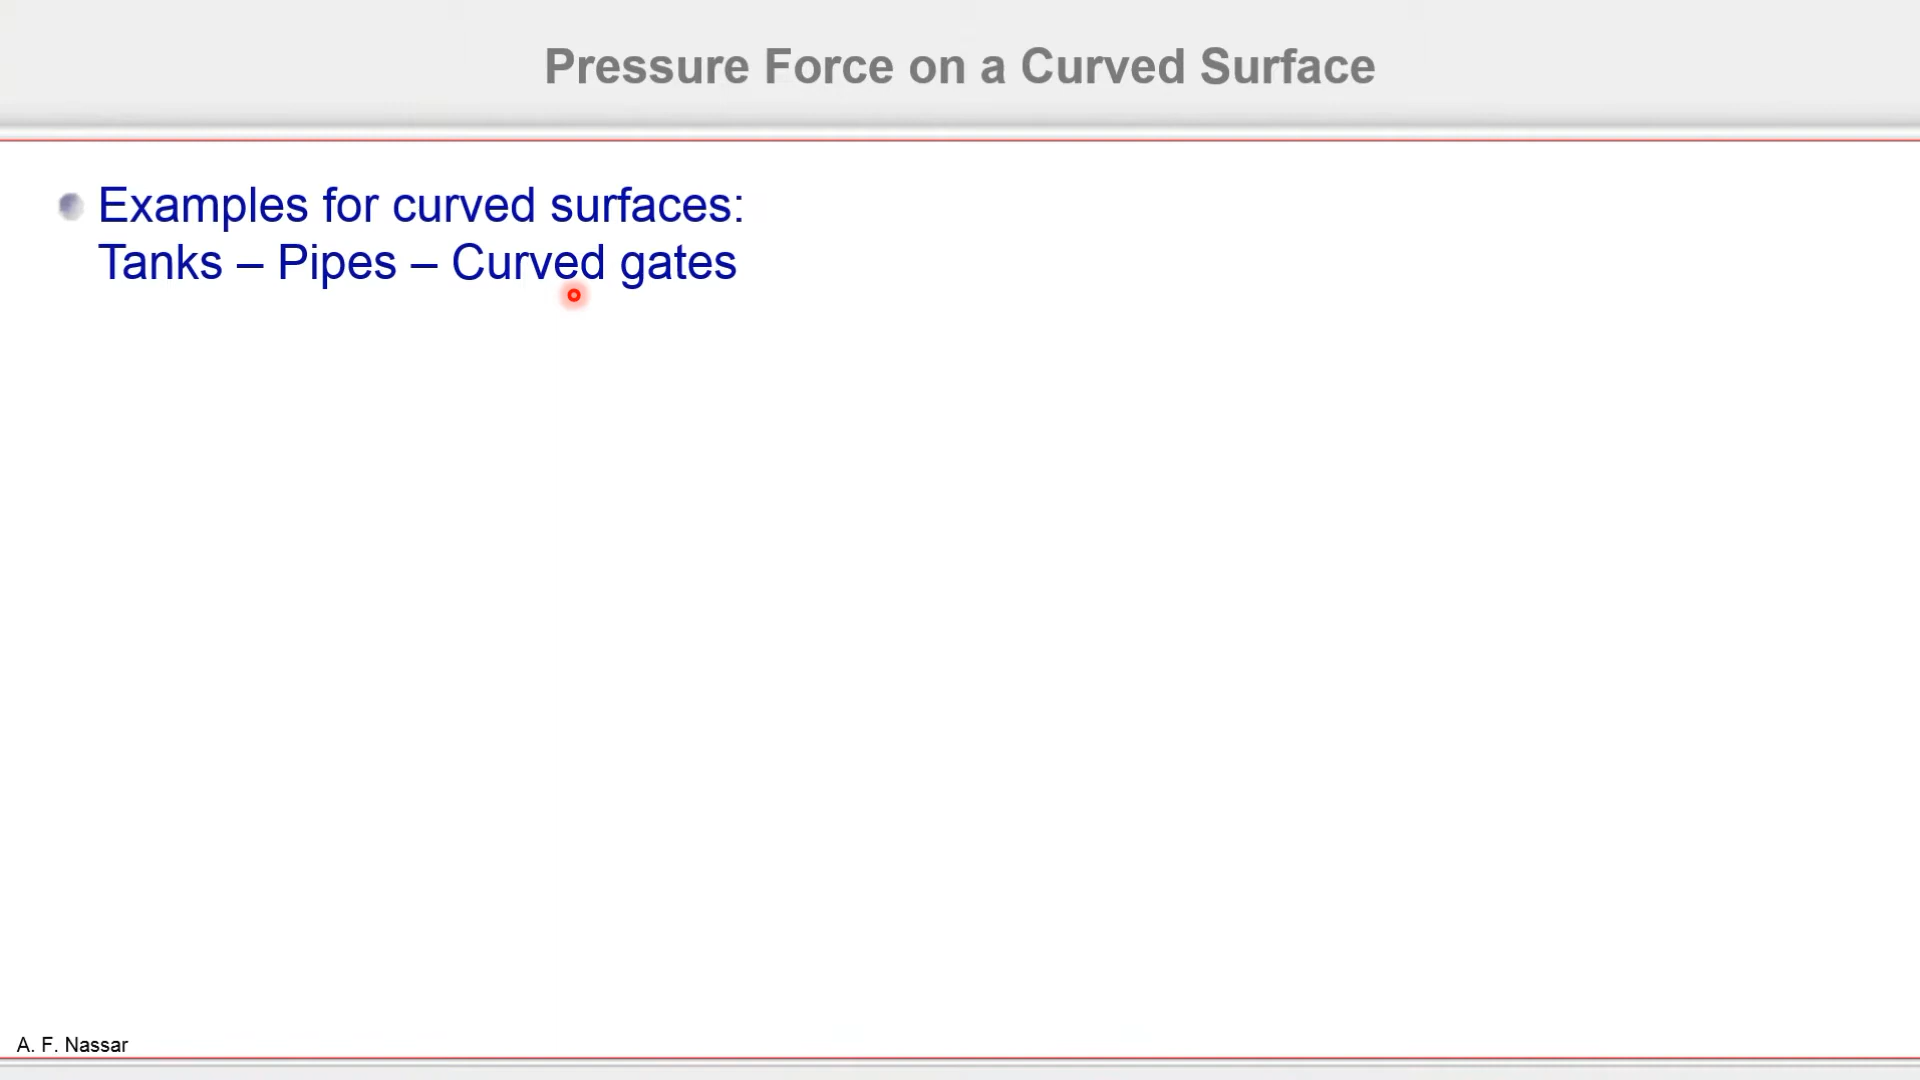 Pressure Force on a Curved Surface
Examples for curved surfaces:
Tanks – Pipes – Curved gates
A. F. Nassar